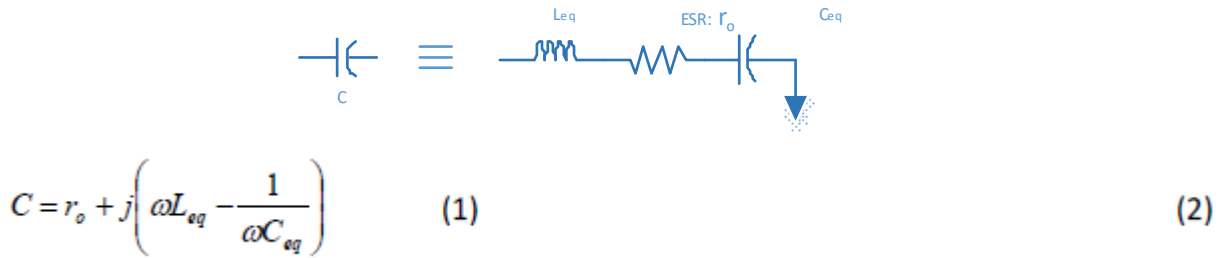 Leq ESR: ro Ceq
C
C = ro + j(ωLeq − 1/ωCeq) (1) (2)